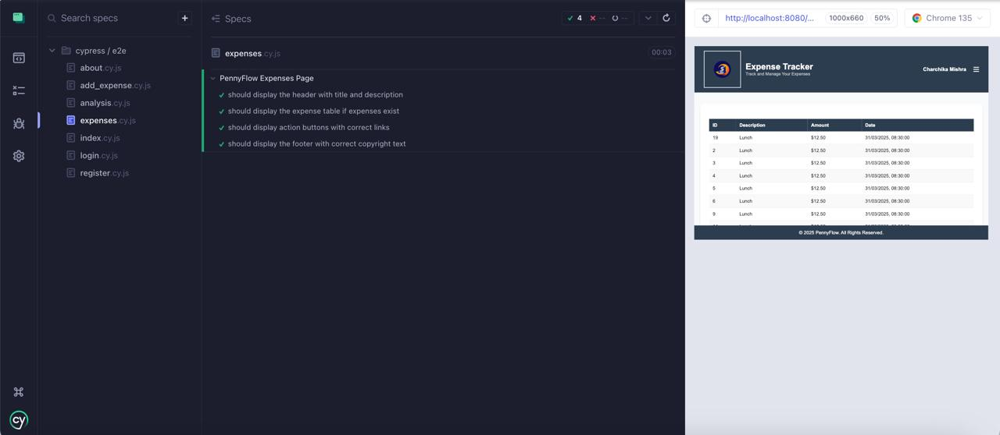 Search specs
+
cypress / e2e
about.cy.js
add_expense.cy.js
analysis.cy.js
expenses.cy.js
index.cy.js
login.cy.js
register.cy.js
cy
Specs
4 -- --
expenses.cy.js 00:03
PennyFlow Expenses Page
should display the header with title and description
should display the expense table if expenses exist
should display action buttons with correct links
should display the footer with correct copyright text
http://localhost:8080/... 1000x660 50% Chrome 135
Expense Tracker
Track and Manage Your Expenses
Charchika Mishra
ID Description Amount Date
19 Lunch $12.50 31/03/2025, 08:30:00
2 Lunch $12.50 31/03/2025, 08:30:00
3 Lunch $12.50 31/03/2025, 08:30:00
4 Lunch $12.50 31/03/2025, 08:30:00
5 Lunch $12.50 31/03/2025, 08:30:00
6 Lunch $12.50 31/03/2025, 08:30:00
9 Lunch $12.50 31/03/2025, 08:30:00
© 2025 PennyFlow. All Rights Reserved.